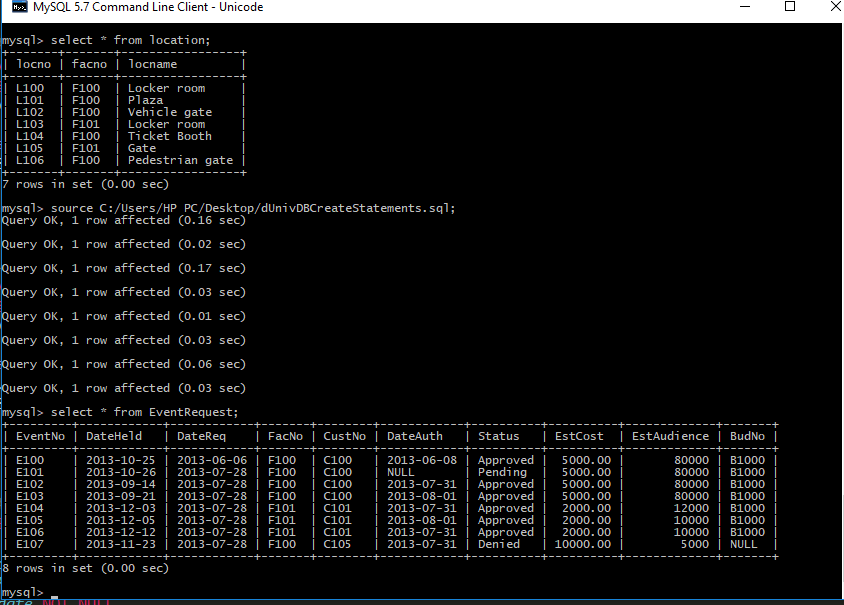 MySQL 5.7 Command Line Client - Unicode
mysql> select * from location;
+-------+-------+-----------------+
| locno | facno | locname         |
+-------+-------+-----------------+
| L100  | F100  | Locker room     |
| L101  | F100  | Plaza           |
| L102  | F100  | Vehicle gate    |
| L103  | F101  | Locker room     |
| L104  | F100  | Ticket Booth    |
| L105  | F101  | Gate            |
| L106  | F100  | Pedestrian gate |
+-------+-------+-----------------+
7 rows in set (0.00 sec)
mysql> source C:/Users/HP PC/Desktop/dUnivDBCreateStatements.sql;
Query OK, 1 row affected (0.16 sec)
Query OK, 1 row affected (0.02 sec)
Query OK, 1 row affected (0.17 sec)
Query OK, 1 row affected (0.03 sec)
Query OK, 1 row affected (0.01 sec)
Query OK, 1 row affected (0.03 sec)
Query OK, 1 row affected (0.06 sec)
Query OK, 1 row affected (0.03 sec)
mysql> select * from EventRequest;
+---------+------------+------------+-------+--------+------------+----------+----------+-------------+-------+
| EventNo | DateHeld   | DateReq    | FacNo | CustNo | DateAuth   | Status   | EstCost  | EstAudience | BudNo |
+---------+------------+------------+-------+--------+------------+----------+----------+-------------+-------+
| E100    | 2013-10-25 | 2013-06-06 | F100  | C100   | 2013-06-08 | Approved |  5000.00 |       80000 | B1000 |
| E101    | 2013-10-26 | 2013-07-28 | F100  | C100   | NULL       | Pending  |  5000.00 |       80000 | B1000 |
| E102    | 2013-09-14 | 2013-07-28 | F100  | C100   | 2013-07-31 | Approved |  5000.00 |       80000 | B1000 |
| E103    | 2013-09-21 | 2013-07-28 | F100  | C100   | 2013-08-01 | Approved |  5000.00 |       80000 | B1000 |
| E104    | 2013-12-03 | 2013-07-28 | F101  | C101   | 2013-07-31 | Approved |  2000.00 |       12000 | B1000 |
| E105    | 2013-12-05 | 2013-07-28 | F101  | C101   | 2013-08-01 | Approved |  2000.00 |       10000 | B1000 |
| E106    | 2013-12-12 | 2013-07-28 | F101  | C101   | 2013-07-31 | Approved |  2000.00 |       10000 | B1000 |
| E107    | 2013-11-23 | 2013-07-28 | F100  | C105   | 2013-07-31 | Denied   | 10000.00 |        5000 | NULL  |
+---------+------------+------------+-------+--------+------------+----------+----------+-------------+-------+
8 rows in set (0.00 sec)
mysql> _